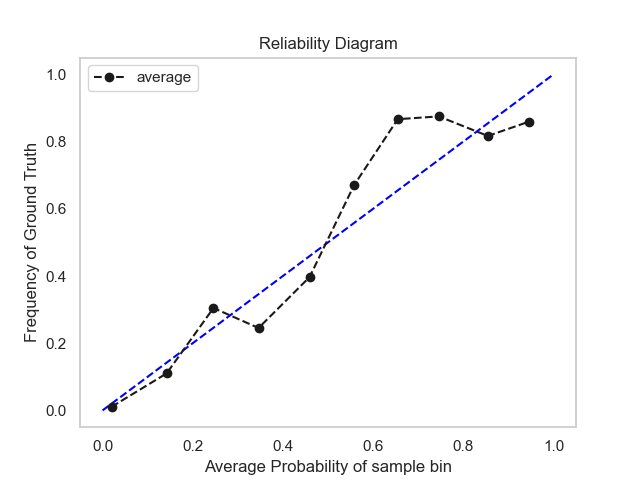 Reliability Diagram
average
Frequency of Ground Truth
1.0
0.8
0.6
0.4
0.2
0.0
0.0 0.2 0.4 0.6 0.8 1.0
Average Probability of sample bin